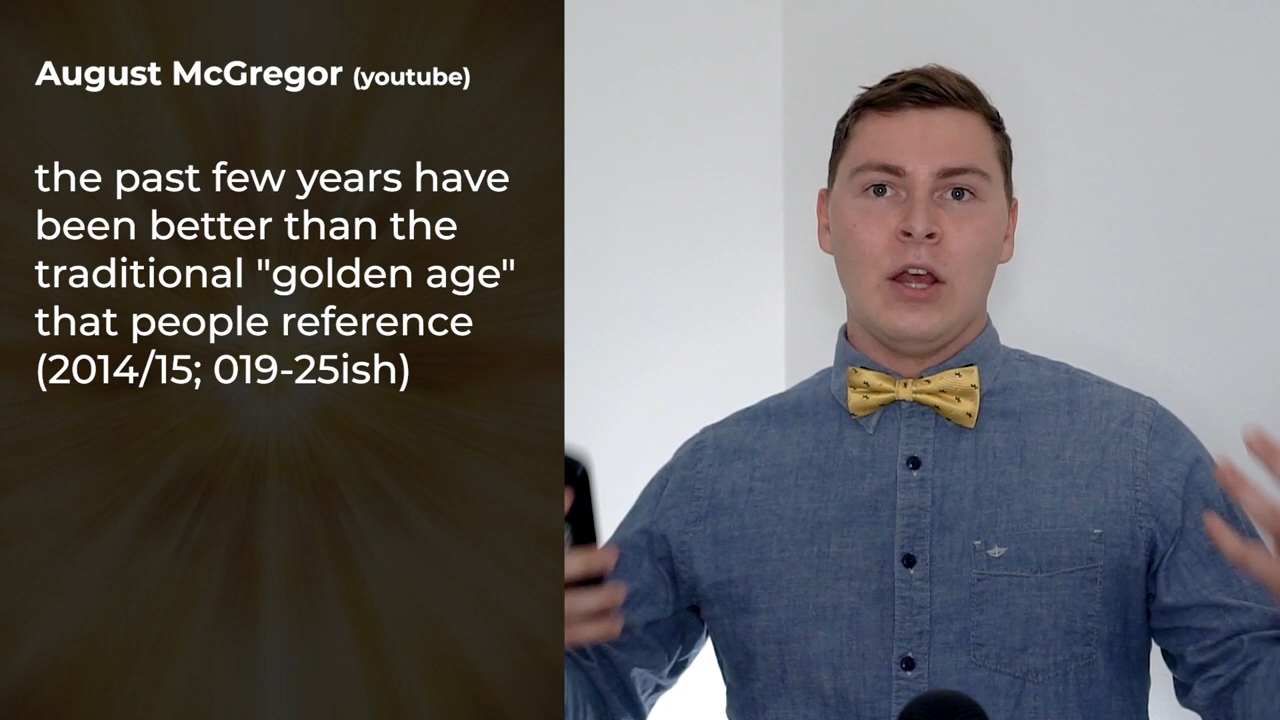 August McGregor (youtube)
the past few years have
been better than the
traditional "golden age"
that people reference
(2014/15; 019-25ish)